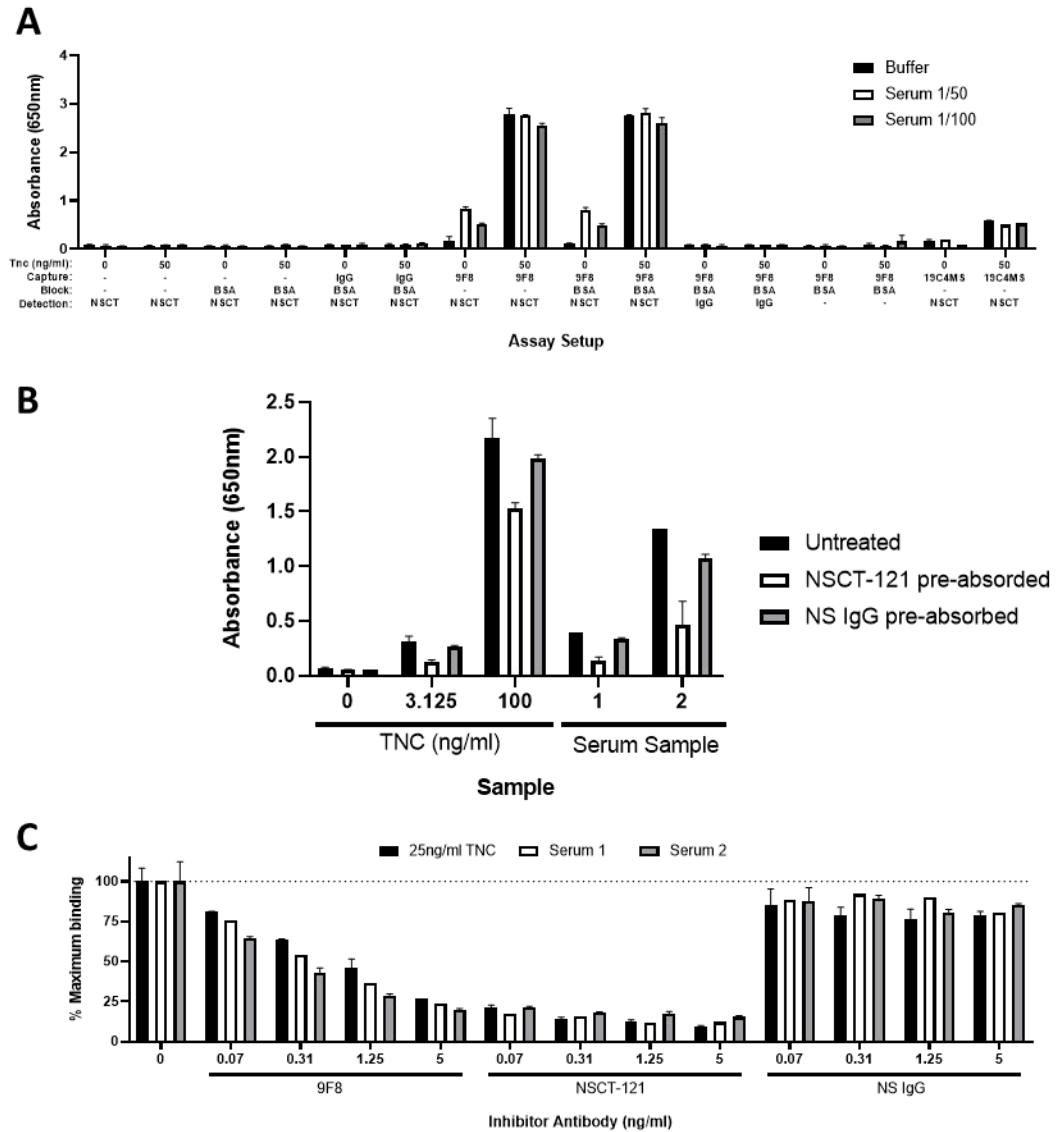 A
4
3
2
1
0
Absorbance (650nm)
Buffer
Serum 1/50
Serum 1/100
Tnc (ng/ml): 0 50 0 50 0 50 0 50 0 50 0 50 0 50 0 50
Capture: - - - - IgG IgG 9F8 9F8 9F8 9F8 9F8 9F8 9F8 9F8 19C4MS 19C4MS
Block: - - BSA BSA BSA BSA - - BSA BSA BSA BSA BSA BSA - -
Detection: NSCT NSCT NSCT NSCT NSCT NSCT NSCT NSCT NSCT NSCT IgG IgG - - NSCT NSCT
Assay Setup
B
2.5
2.0
1.5
1.0
0.5
0.0
Absorbance (650nm)
Untreated
NSCT-121 pre-absorded
NS IgG pre-absorbed
0 3.125 100 1 2
TNC (ng/ml) Serum Sample
Sample
C
25ng/ml TNC Serum 1 Serum 2
100
75
50
25
0
% Maximum binding
0 0.07 0.31 1.25 5 0.07 0.31 1.25 5 0.07 0.31 1.25 5
9F8 NSCT-121 NS IgG
Inhibitor Antibody (ng/ml)